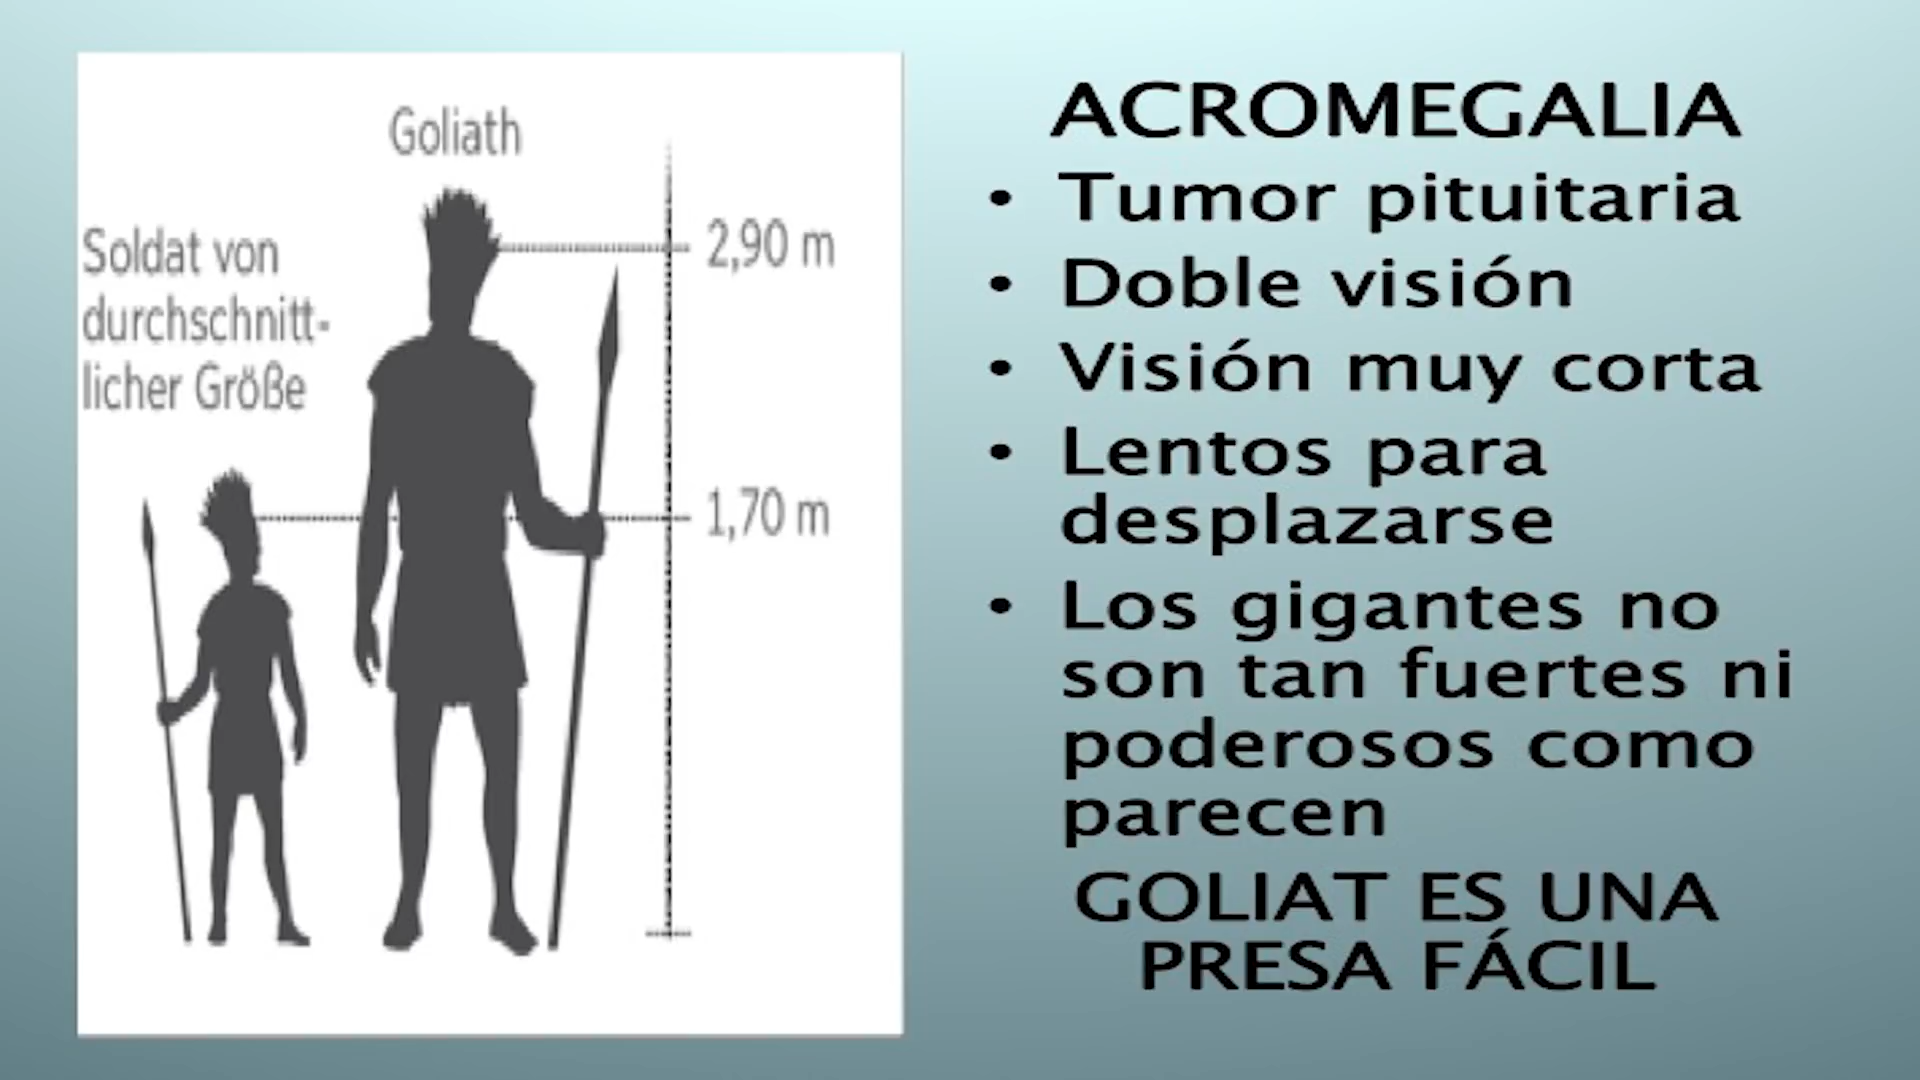 Goliath
Soldat von
durchschnitt-
licher Größe
2,90 m
1,70 m
ACROMEGALIA
• Tumor pituitaria
• Doble visión
• Visión muy corta
• Lentos para
desplazarse
• Los gigantes no
son tan fuertes ni
poderosos como
parecen
GOLIAT ES UNA
PRESA FÁCIL